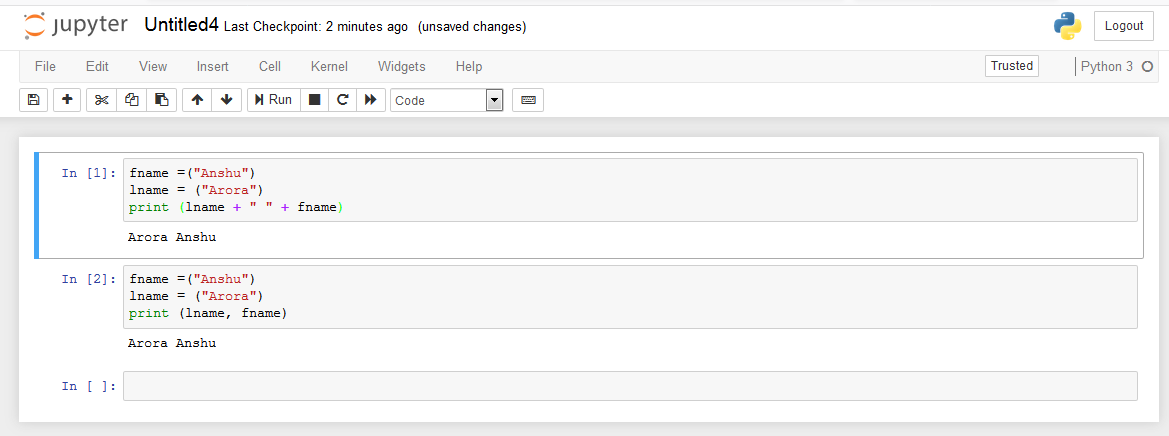 jupyter Untitled4 Last Checkpoint: 2 minutes ago (unsaved changes) Logout
File Edit View Insert Cell Kernel Widgets Help Trusted Python 3
Run Code
In [1]: fname =("Anshu")
lname = ("Arora")
print (lname + " " + fname)
Arora Anshu
In [2]: fname =("Anshu")
lname = ("Arora")
print (lname, fname)
Arora Anshu
In [ ]: